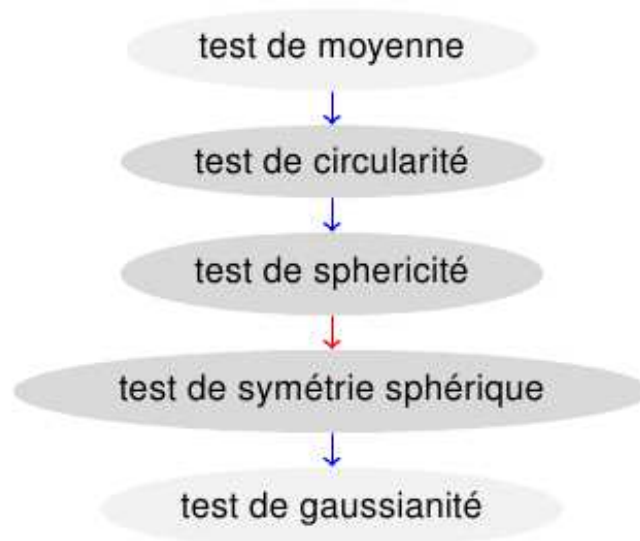 test de moyenne
test de circularité
test de sphericité
test de symétrie sphérique
test de gaussianité